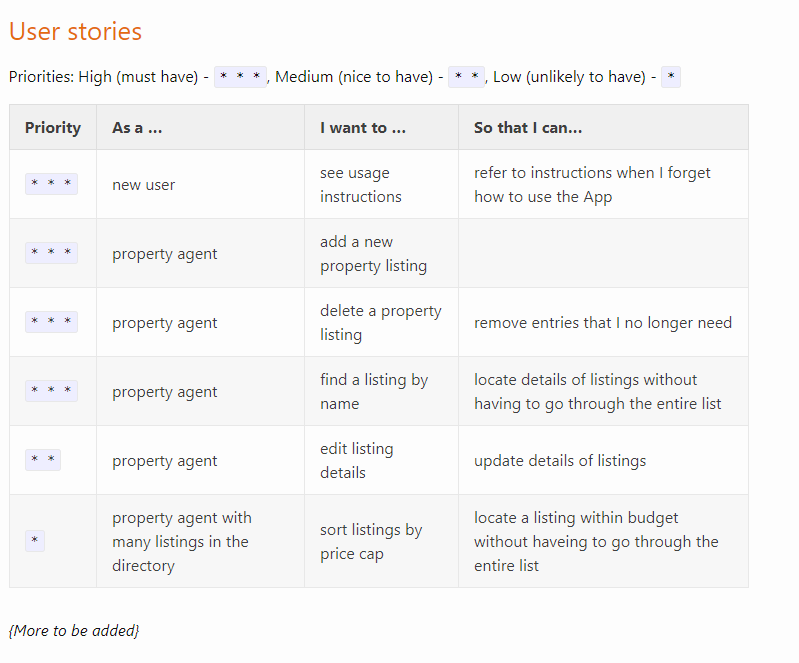 User stories
Priorities: High (must have) - * * *, Medium (nice to have) - * *, Low (unlikely to have) - *
Priority As a ... I want to ... So that I can...
* * * new user see usage instructions refer to instructions when I forget how to use the App
* * * property agent add a new property listing
* * * property agent delete a property listing remove entries that I no longer need
* * * property agent find a listing by name locate details of listings without having to go through the entire list
* * property agent edit listing details update details of listings
* property agent with many listings in the directory sort listings by price cap locate a listing within budget without haveing to go through the entire list
{More to be added}